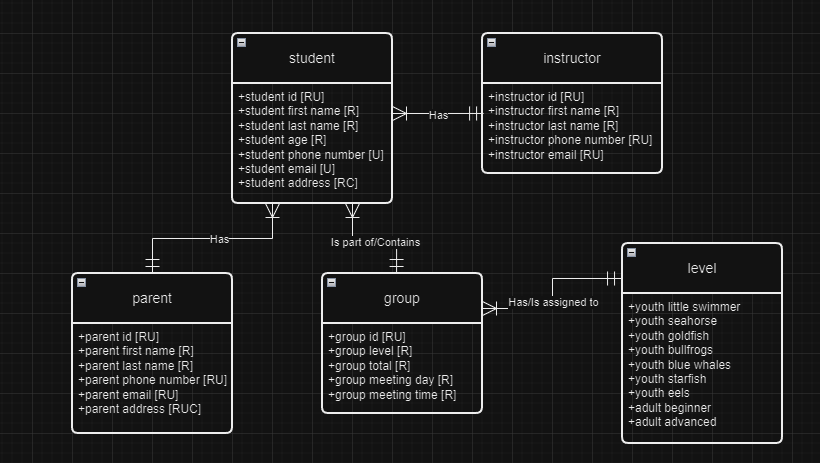 student
+student id [RU]
+student first name [R]
+student last name [R]
+student age [R]
+student phone number [U]
+student email [U]
+student address [RC]
Has
instructor
+instructor id [RU]
+instructor first name [R]
+instructor last name [R]
+instructor phone number [RU]
+instructor email [RU]
Has
Is part of/Contains
parent
+parent id [RU]
+parent first name [R]
+parent last name [R]
+parent phone number [RU]
+parent email [RU]
+parent address [RUC]
group
+group id [RU]
+group level [R]
+group total [R]
+group meeting day [R]
+group meeting time [R]
Has/Is assigned to
level
+youth little swimmer
+youth seahorse
+youth goldfish
+youth bullfrogs
+youth blue whales
+youth starfish
+youth eels
+adult beginner
+adult advanced